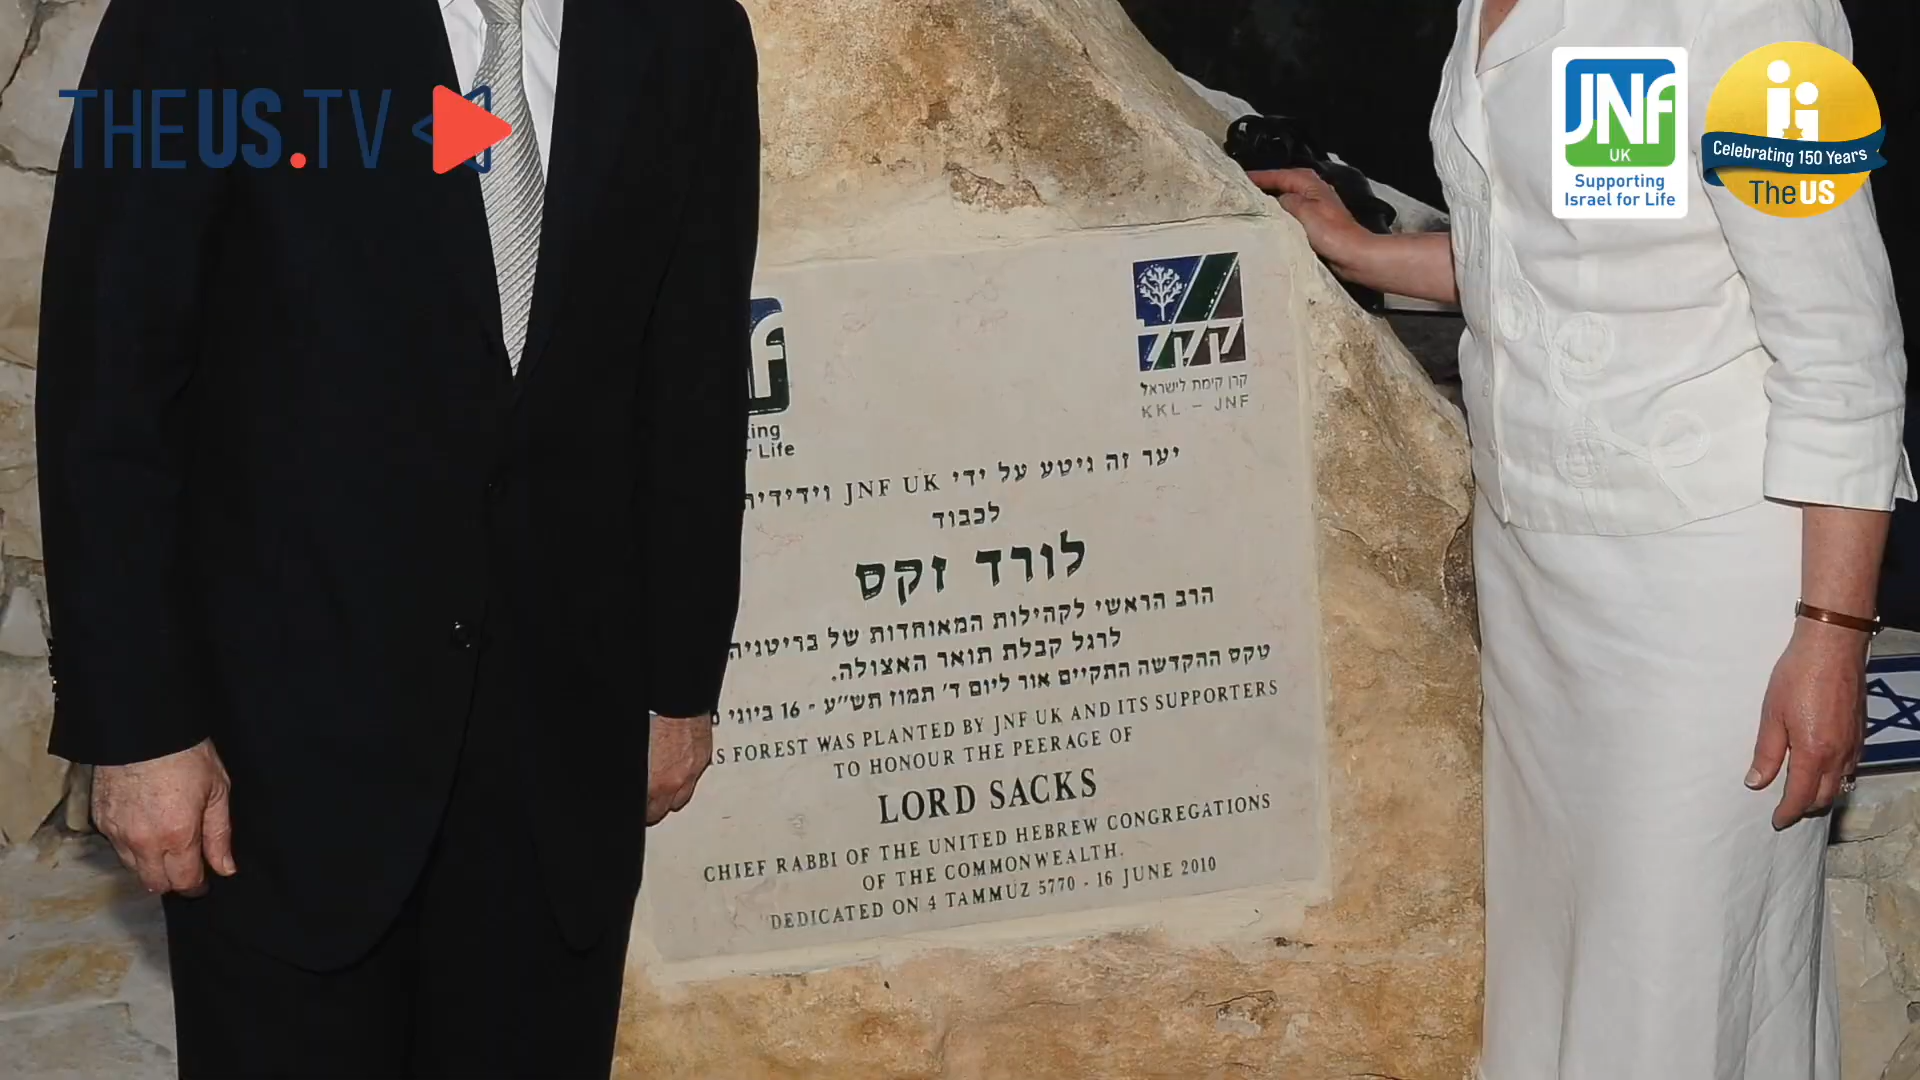 THEUS.TV
JNF
UK
Supporting
Israel for Life
Celebrating 150 Years
TheUS
קקל
קרן קימת לישראל
KKL – JNF
Life
יער זה ניטע על ידי JNF UK
לכבוד
לורד זקס
הרב הראשי לקהילות המאוחדות של בריטניה
לרגל קבלת תואר האצולה.
טקס ההקדשה התקיים אור ליום ד׳ תמוז תש״ע - 16 ביוני
FOREST WAS PLANTED BY JNF UK AND ITS SUPPORTERS
TO HONOUR THE PEERAGE OF
LORD SACKS
CHIEF RABBI OF THE UNITED HEBREW CONGREGATIONS
OF THE COMMONWEALTH.
DEDICATED ON 4 TAMMUZ 5770 - 16 JUNE 2010